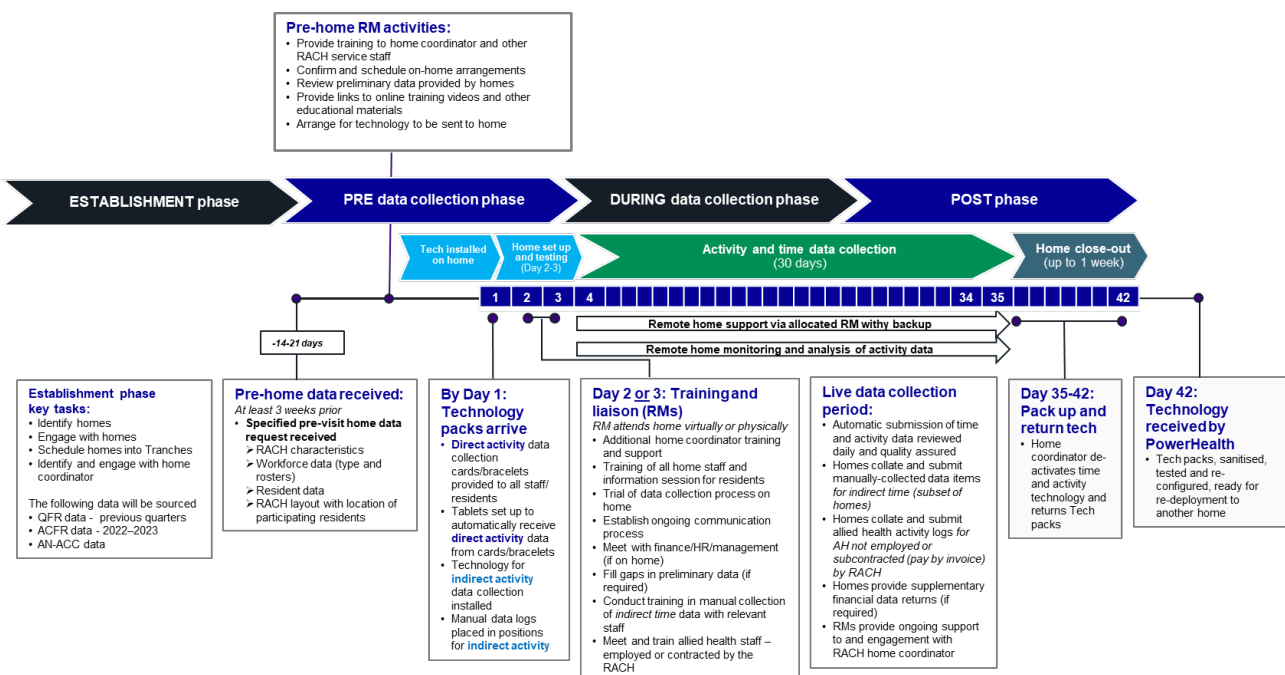 Pre-home RM activities:
• Provide training to home coordinator and other
RACH service staff
• Confirm and schedule on-home arrangements
• Review preliminary data provided by homes
• Provide links to online training videos and other
educational materials
• Arrange for technology to be sent to home
ESTABLISHMENT phase
PRE data collection phase
DURING data collection phase
POST phase
Tech installed
on home
Home set up
and testing
(Day 2-3)
Activity and time data collection
(30 days)
Home close-out
(up to 1 week)
1 2 3 4 34 35 42
Remote home support via allocated RM withy backup
Remote home monitoring and analysis of activity data
-14-21 days
Establishment phase
key tasks:
• Identify homes
• Engage with homes
• Schedule homes into Tranches
• Identify and engage with home
coordinator
The following data will be sourced
• QFR data - previous quarters
• ACFR data - 2022–2023
• AN-ACC data
Pre-home data received:
At least 3 weeks prior
• Specified pre-visit home data
request received
➢ RACH characteristics
➢ Workforce data (type and
rosters)
➢ Resident data
➢ RACH layout with location of
participating residents
By Day 1:
Technology
packs arrive
• Direct activity data
collection
cards/bracelets
provided to all staff/
residents
• Tablets set up to
automatically receive
direct activity data
from cards/bracelets
• Technology for
indirect activity
data collection
installed
• Manual data logs
placed in positions
for indirect activity
Day 2 or 3: Training and
liaison (RMs)
RM attends home virtually or physically
• Additional home coordinator training
and support
• Training of all home staff and
information session for residents
• Trial of data collection process on
home
• Establish ongoing communication
process
• Meet with finance/HR/management
(if on home)
• Fill gaps in preliminary data (if
required)
• Conduct training in manual collection
of indirect time data with relevant
staff
• Meet and train allied health staff –
employed or contracted by the
RACH
Live data collection
period:
• Automatic submission of time
and activity data reviewed
daily and quality assured
• Homes collate and submit
manually-collected data items
for indirect time (subset of
homes)
• Homes collate and submit
allied health activity logs for
AH not employed or
subcontracted (pay by invoice)
by RACH
• Homes provide supplementary
financial data returns (if
required)
• RMs provide ongoing support
to and engagement with
RACH home coordinator
Day 35-42:
Pack up and
return tech
• Home
coordinator de-
activates time
and activity
technology and
returns Tech
packs
Day 42:
Technology
received by
PowerHealth
• Tech packs, sanitised,
tested and re-
configured, ready for
re-deployment to
another home